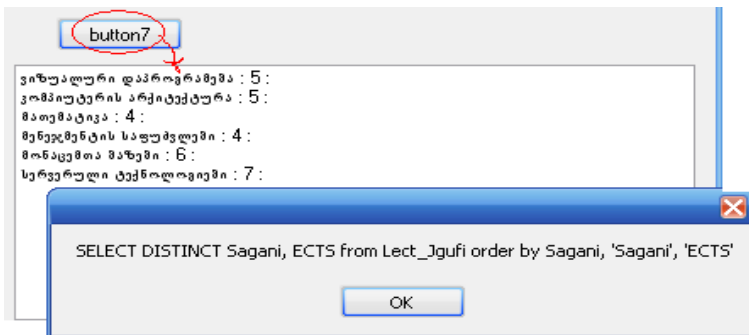 button7
ვიზუალური დაპროგრამება : 5 :
კომპიუტერის არქიტექტურა : 5 :
მათემატიკა : 4 :
მენეჯმენტის საფუძვლები : 4 :
მონაცემთა ბაზები : 6 :
სერვერული ტექნოლოგიები : 7 :
SELECT DISTINCT Sagani, ECTS from Lect_Jgufi order by Sagani, 'Sagani', 'ECTS'
OK